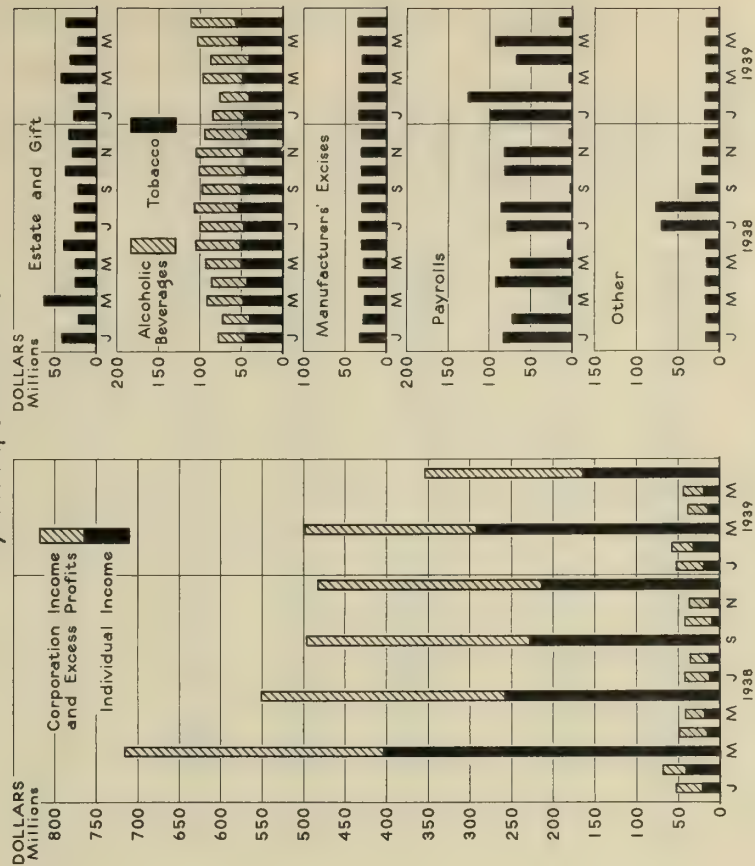 DOLLARS
Millions
800
750
700
650
600
550
500
450
400
350
300
250
200
150
100
50
0
Corporation Income
and Excess Profits
Individual Income
J M M J S N J M M
1938 1939
DOLLARS
Millions
Estate and Gift
50
0
J M M J S N J M M
200
150
100
50
0
Alcoholic
Beverages
Tobacco
J M M J S N J M M
100
50
0
Manufacturers' Excises
J M M J S N J M M
200
150
100
50
0
Payrolls
J M M J S N J M M
150
100
50
0
Other
J M M J S N J M M
1938 1939